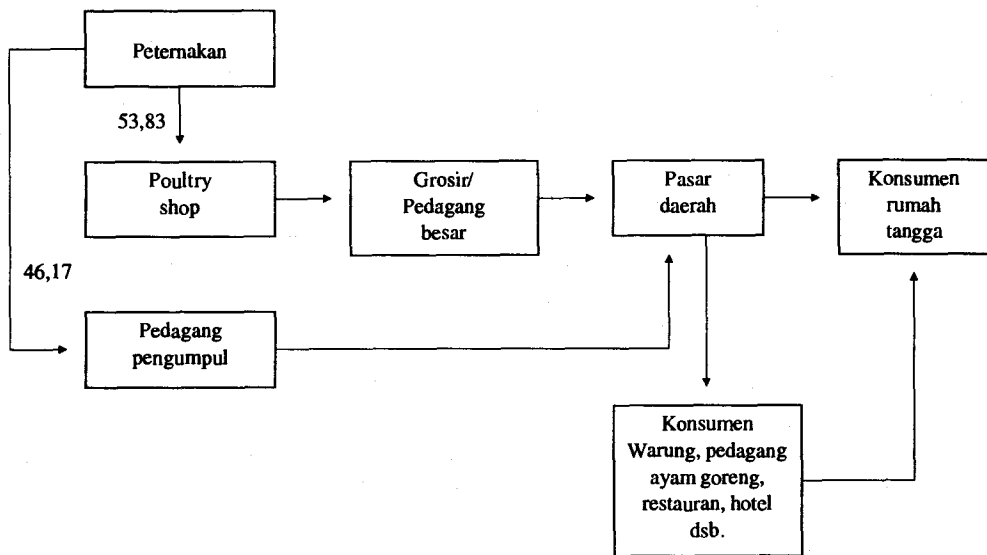 Peternakan
53,83
Poultry
shop
Grosir/
Pedagang
besar
Pasar
daerah
Konsumen
rumah
tangga
46,17
Pedagang
pengumpul
Konsumen
Warung, pedagang
ayam goreng,
restauran, hotel
dsb.